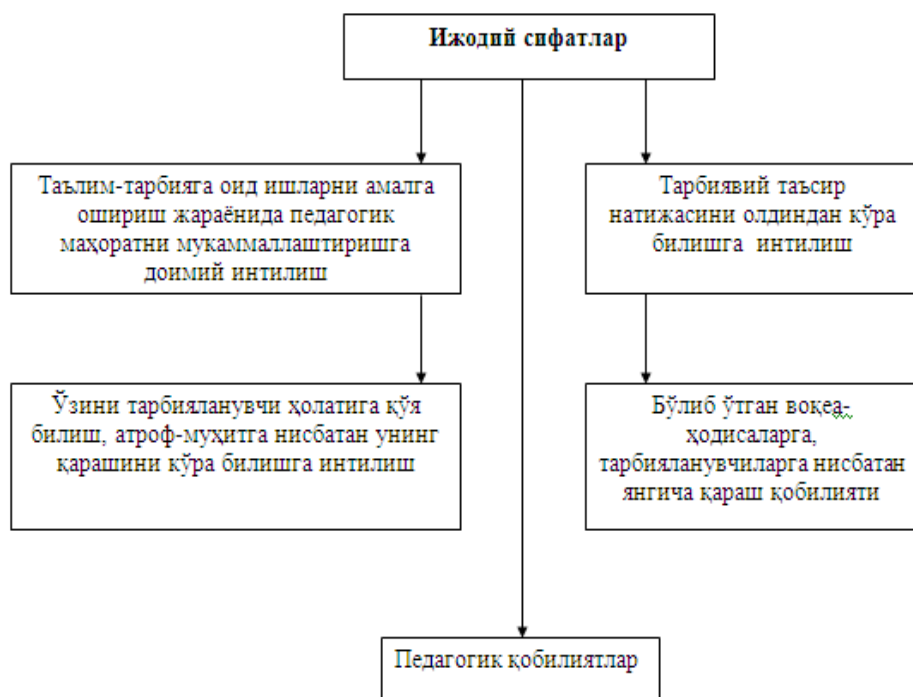 Ижодий сифатлар
Таълим-тарбияга оид ишларни амалга
ошириш жараёнида педагогик
маҳоратни мукаммаллаштиришга
доимий интилиш
Тарбиявий таъсир
натижасини олдиндан кўра
билишга интилиш
Ўзини тарбияланувчи ҳолатига қўя
билиш, атроф-муҳитга нисбатан унинг
қарашини кўра билишга интилиш
Бўлиб ўтган воқеа-
ҳодисаларга,
тарбияланувчиларга нисбатан
янгича қараш қобилияти
Педагогик қобилиятлар